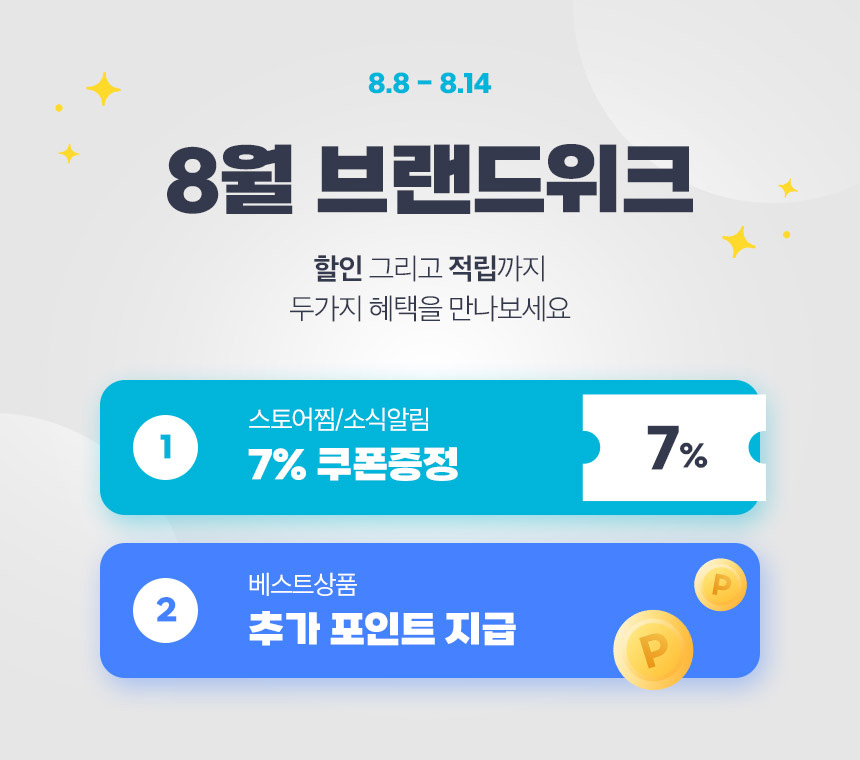 8.8 - 8.14
8월 브랜드위크
할인 그리고 적립까지
두가지 혜택을 만나보세요
1
스토어찜/소식알림
7% 쿠폰증정
7%
2
베스트상품
추가 포인트 지급
P
P